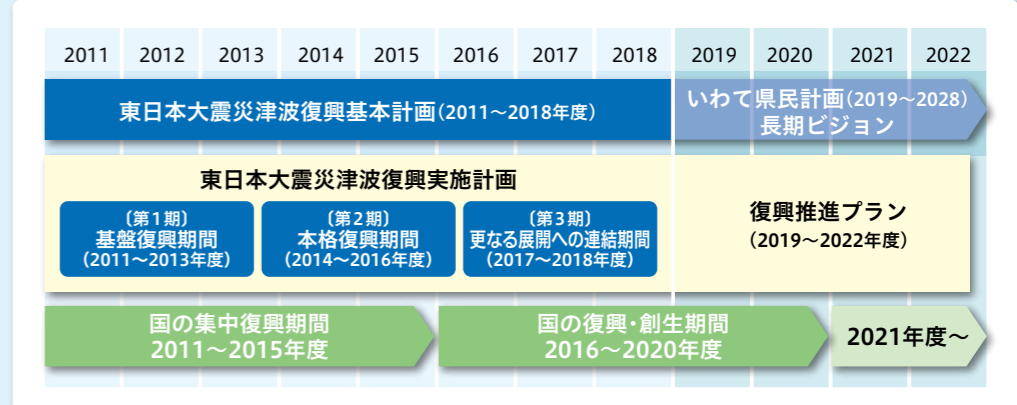 2011 2012 2013 2014 2015 2016 2017 2018 2019 2020 2021 2022
東日本大震災津波復興基本計画(2011〜2018年度)
いわて県民計画(2019〜2028)
長期ビジョン
東日本大震災津波復興実施計画
〔第1期〕
基盤復興期間
(2011〜2013年度)
〔第2期〕
本格復興期間
(2014〜2016年度)
〔第3期〕
更なる展開への連結期間
(2017〜2018年度)
復興推進プラン
(2019〜2022年度)
国の集中復興期間
2011〜2015年度
国の復興・創生期間
2016〜2020年度
2021年度〜